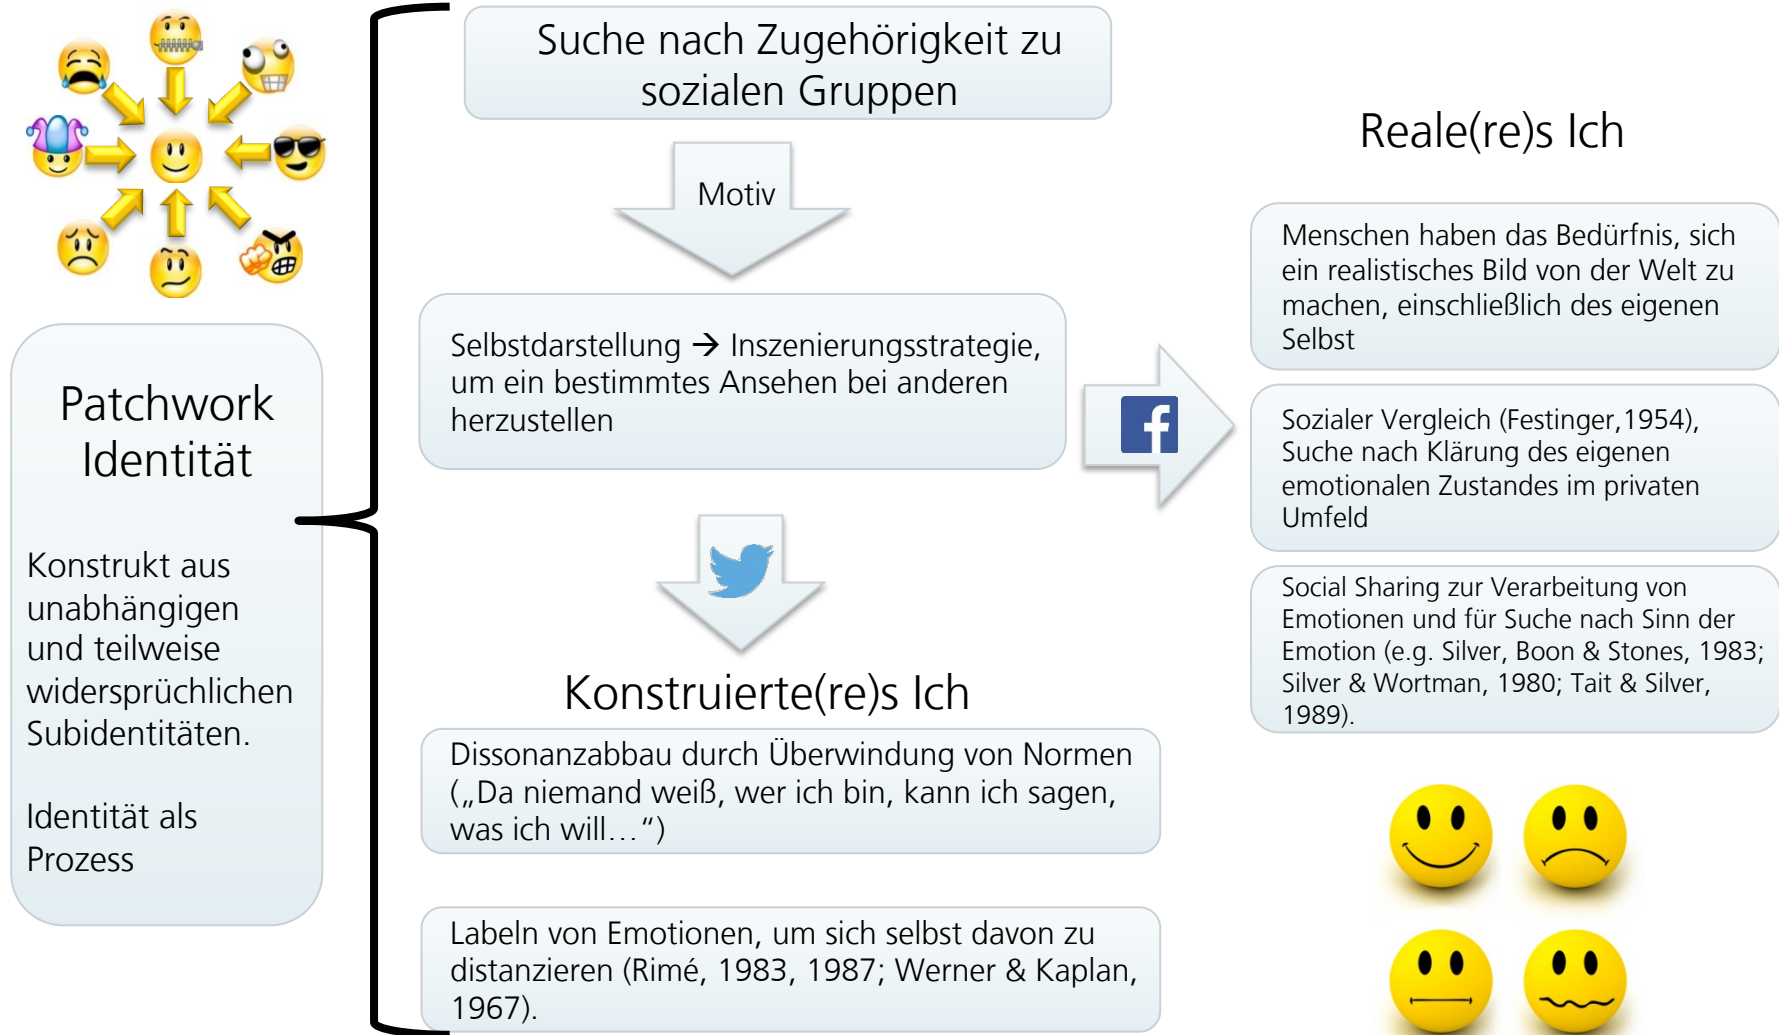 Patchwork
Identität
Konstrukt aus
unabhängigen
und teilweise
widersprüchlichen
Subidentitäten.
Identität als
Prozess
Suche nach Zugehörigkeit zu
sozialen Gruppen
Motiv
Selbstdarstellung → Inszenierungsstrategie,
um ein bestimmtes Ansehen bei anderen
herzustellen
f
Konstruierte(re)s Ich
Dissonanzabbau durch Überwindung von Normen
(„Da niemand weiß, wer ich bin, kann ich sagen,
was ich will…“)
Labeln von Emotionen, um sich selbst davon zu
distanzieren (Rimé, 1983, 1987; Werner & Kaplan,
1967).
Reale(re)s Ich
Menschen haben das Bedürfnis, sich
ein realistisches Bild von der Welt zu
machen, einschließlich des eigenen
Selbst
Sozialer Vergleich (Festinger,1954),
Suche nach Klärung des eigenen
emotionalen Zustandes im privaten
Umfeld
Social Sharing zur Verarbeitung von
Emotionen und für Suche nach Sinn der
Emotion (e.g. Silver, Boon & Stones, 1983;
Silver & Wortman, 1980; Tait & Silver,
1989).